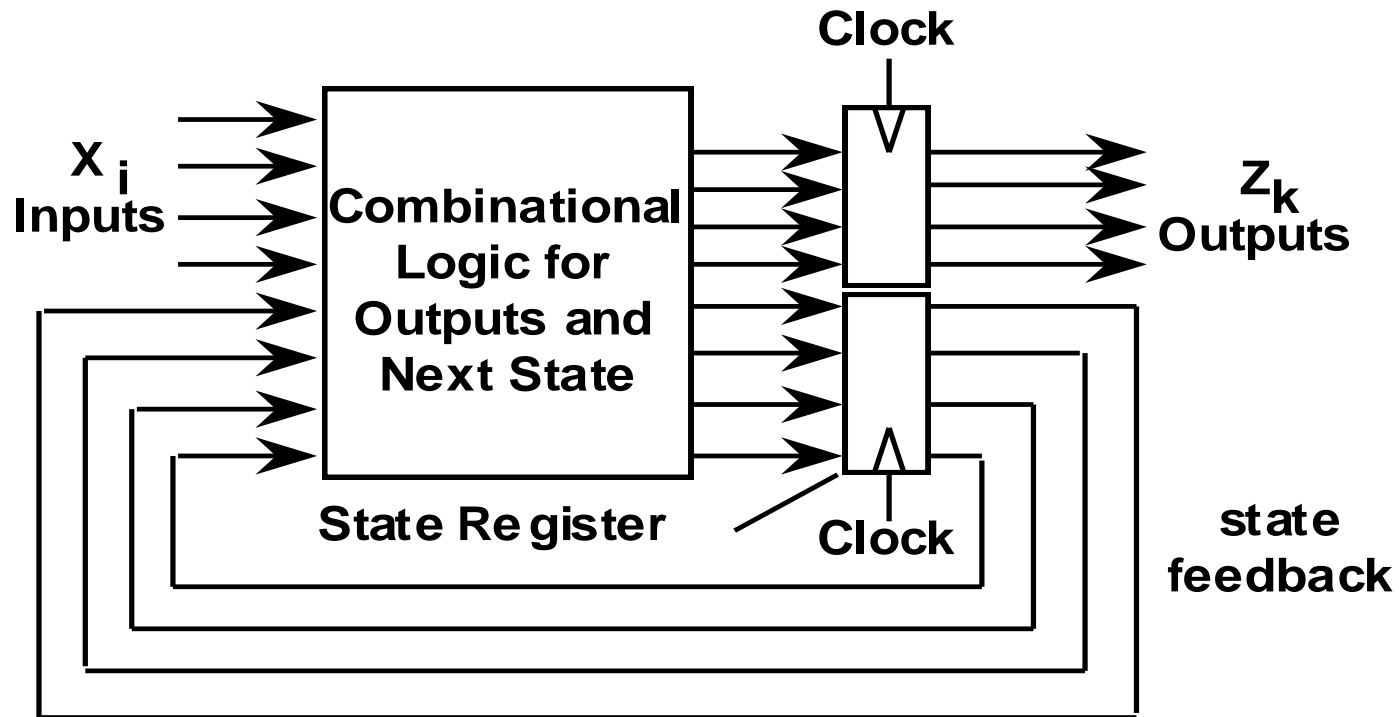 Clock
X i
Inputs
Combinational
Logic for
Outputs and
Next State
Z k
Outputs
State Register
Clock
state
feedback